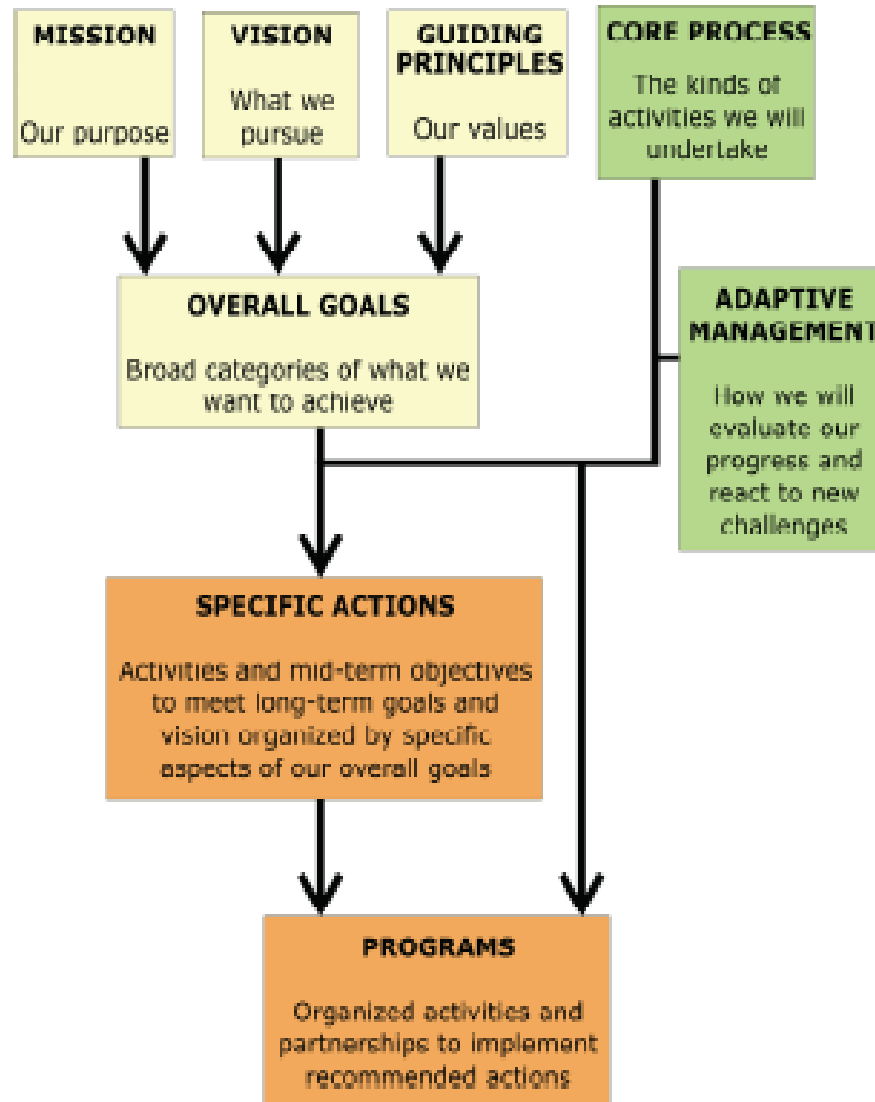 MISSION
Our purpose
VISION
What we
pursue
GUIDING
PRINCIPLES
Our values
CORE PROCESS
The kinds of
activities we will
undertake
OVERALL GOALS
Broad categories of what we
want to achieve
ADAPTIVE
MANAGEMENT
How we will
evaluate our
progress and
react to new
challenges
SPECIFIC ACTIONS
Activities and mid-term objectives
to meet long-term goals and
vision organized by specific
aspects of our overall goals
PROGRAMS
Organized activities and
partnerships to implement
recommended actions